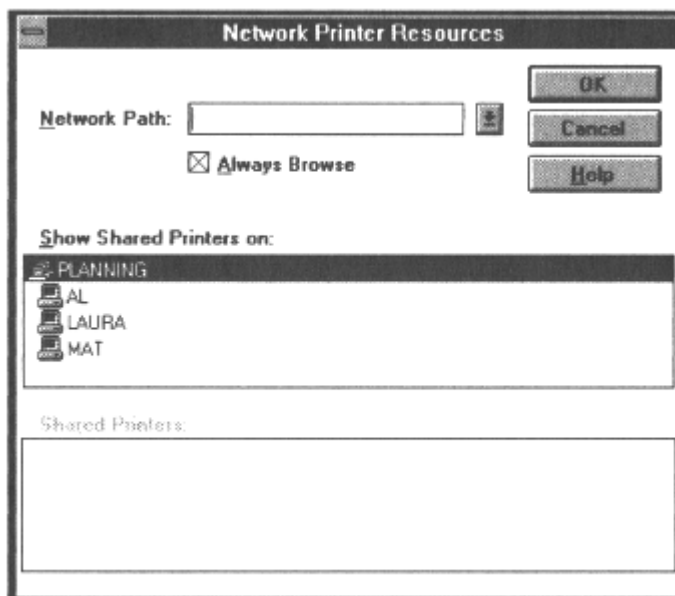 Network Printer Resources
Network Path:
OK
Cancel
Always Browse
Help
Show Shared Printers on:
PLANNING
AL
LAURA
MAT
Shared Printers: